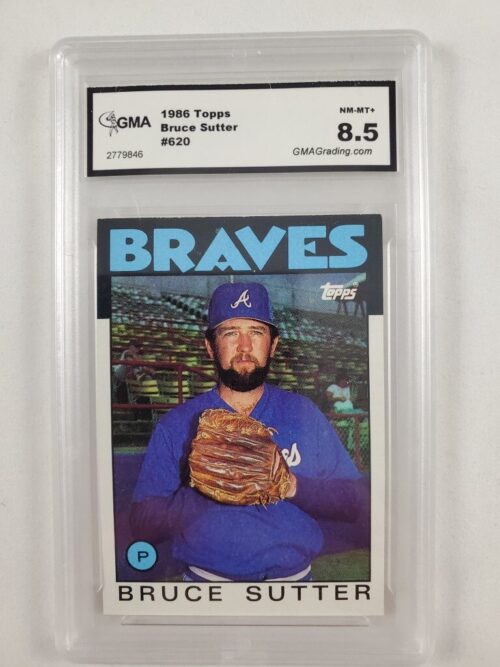 GMA
2779846
1986 Topps
Bruce Sutter
#620
NM-MT+
8.5
GMAGrading.com
BRAVES
topps
A
P
BRUCE SUTTER